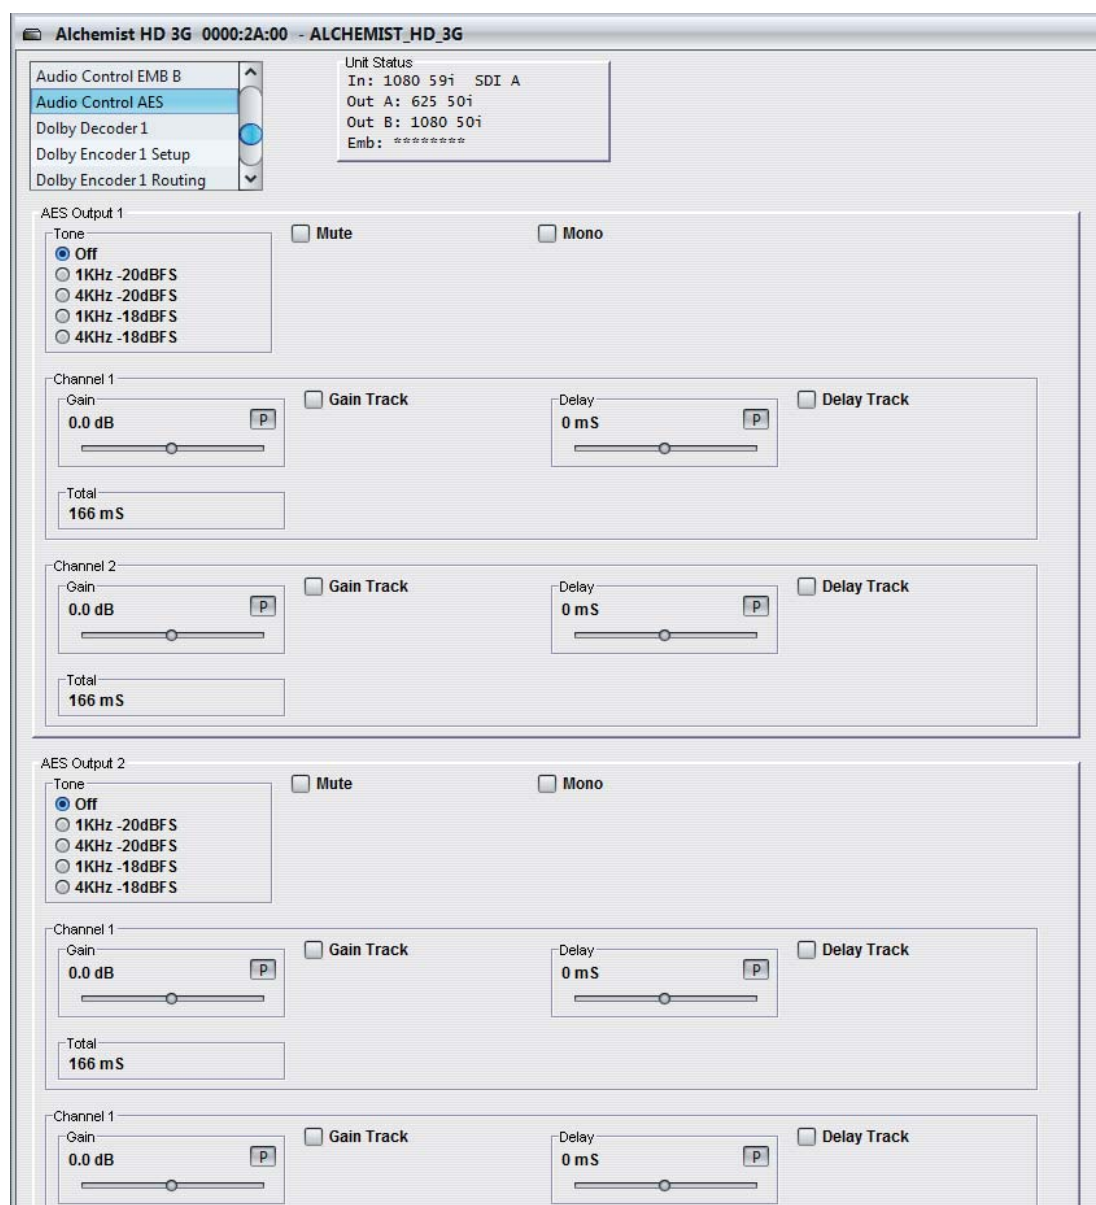 Alchemist HD 3G 0000:2A:00 - ALCHEMIST_HD_3G
Audio Control EMB B
Audio Control AES
Dolby Decoder 1
Dolby Encoder 1 Setup
Dolby Encoder 1 Routing
Unit Status
In: 1080 59i SDI A
Out A: 625 50i
Out B: 1080 50i
Emb: ********
AES Output 1
Tone
Off
1KHz -20dBFS
4KHz -20dBFS
1KHz -18dBFS
4KHz -18dBFS
Mute
Mono
Channel 1
Gain
0.0 dB
P
Gain Track
Delay
0 mS
P
Delay Track
Total
166 mS
Channel 2
Gain
0.0 dB
P
Gain Track
Delay
0 mS
P
Delay Track
Total
166 mS
AES Output 2
Tone
Off
1KHz -20dBFS
4KHz -20dBFS
1KHz -18dBFS
4KHz -18dBFS
Mute
Mono
Channel 1
Gain
0.0 dB
P
Gain Track
Delay
0 mS
P
Delay Track
Total
166 mS
Channel 1
Gain
0.0 dB
P
Gain Track
Delay
0 mS
P
Delay Track